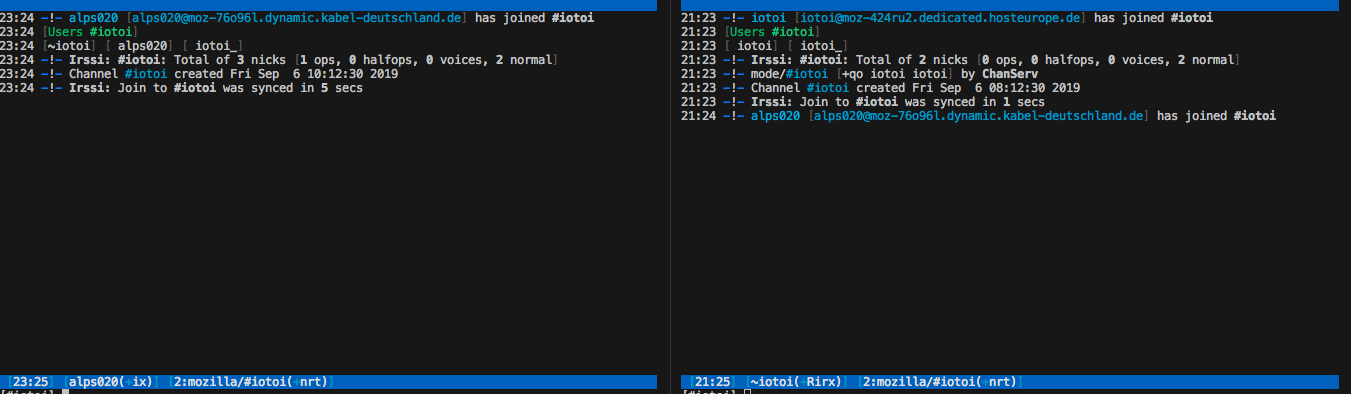 23:24 -!- alps020 [alps020@moz-76o96l.dynamic.kabel-deutschland.de] has joined #iotoi
23:24 [Users #iotoi]
23:24 [~iotoi] [ alps020] [ iotoi_]
23:24 -!- Irssi: #iotoi: Total of 3 nicks [1 ops, 0 halfops, 0 voices, 2 normal]
23:24 -!- Channel #iotoi created Fri Sep  6 10:12:30 2019
23:24 -!- Irssi: Join to #iotoi was synced in 5 secs
[23:25] [alps020(+ix)] [2:mozilla/#iotoi(+nrt)]
[#iotoi]
21:23 -!- iotoi [iotoi@moz-424ru2.dedicated.hosteurope.de] has joined #iotoi
21:23 [Users #iotoi]
21:23 [ iotoi] [ iotoi_]
21:23 -!- Irssi: #iotoi: Total of 2 nicks [0 ops, 0 halfops, 0 voices, 2 normal]
21:23 -!- mode/#iotoi [+qo iotoi iotoi] by ChanServ
21:23 -!- Channel #iotoi created Fri Sep  6 08:12:30 2019
21:23 -!- Irssi: Join to #iotoi was synced in 1 secs
21:24 -!- alps020 [alps020@moz-76o96l.dynamic.kabel-deutschland.de] has joined #iotoi
[21:25] [~iotoi(+Rirx)] [2:mozilla/#iotoi(+nrt)]
[#iotoi]